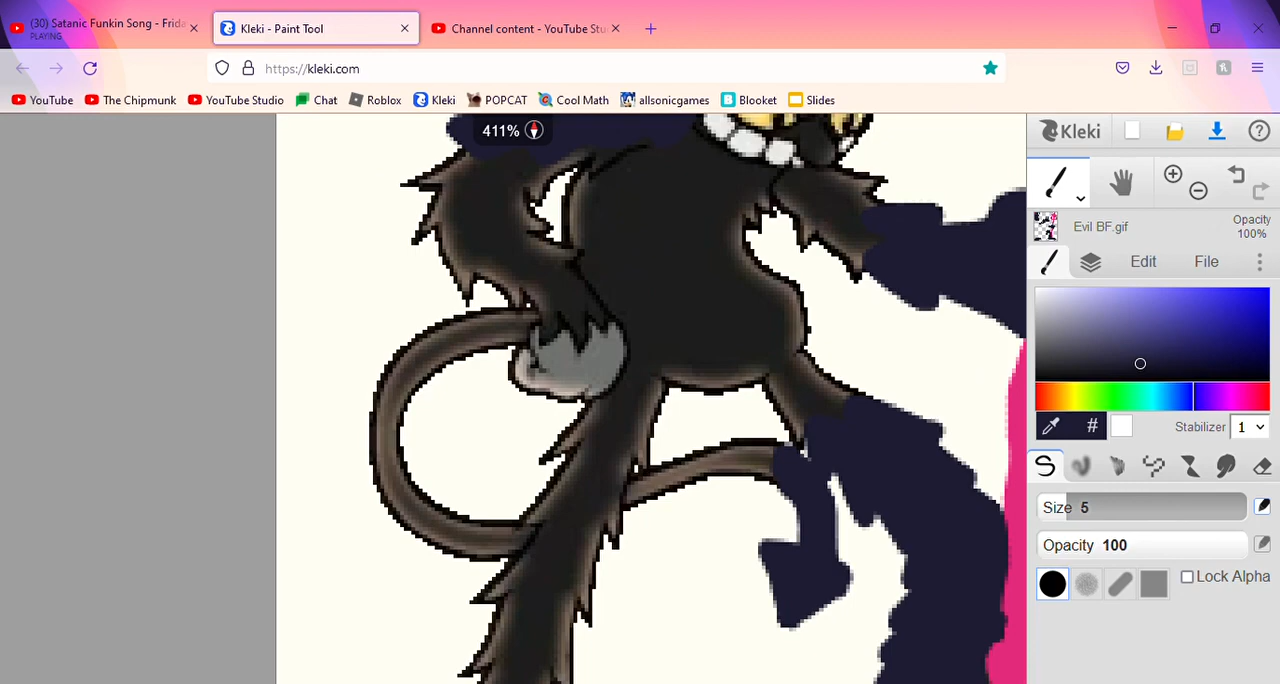 (30) Satanic Funkin Song - Frida
PLAYING
Kleki - Paint Tool
Channel content - YouTube Stu
https://kleki.com
YouTube The Chipmunk YouTube Studio Chat Roblox Kleki POPCAT Cool Math allsonicgames Blooket Slides
411%
Kleki
Evil BF.gif
Opacity
100%
Edit File
# Stabilizer 1
Size 5
Opacity 100
Lock Alpha